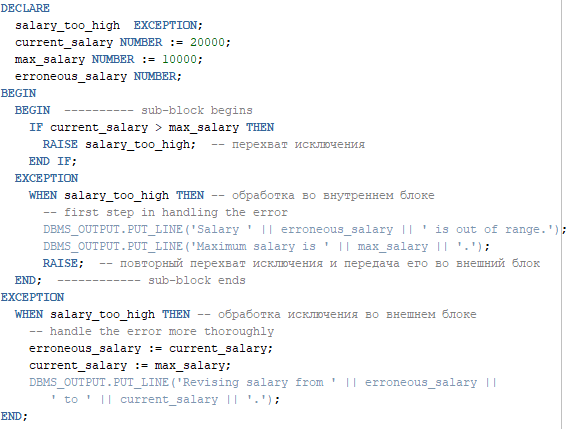 DECLARE
  salary_too_high  EXCEPTION;
  current_salary NUMBER := 20000;
  max_salary NUMBER := 10000;
  erroneous_salary NUMBER;
BEGIN
  BEGIN  ---------- sub-block begins
    IF current_salary > max_salary THEN
      RAISE salary_too_high;  -- перехват исключения
    END IF;
  EXCEPTION
    WHEN salary_too_high THEN -- обработка во внутреннем блоке
      -- first step in handling the error
      DBMS_OUTPUT.PUT_LINE('Salary ' || erroneous_salary || ' is out of range.');
      DBMS_OUTPUT.PUT_LINE('Maximum salary is ' || max_salary || '.');
      RAISE;  -- повторный перехват исключения и передача его во внешний блок
  END;  ------------ sub-block ends
EXCEPTION
  WHEN salary_too_high THEN -- обработка исключения во внешнем блоке
    -- handle the error more thoroughly
    erroneous_salary := current_salary;
    current_salary := max_salary;
    DBMS_OUTPUT.PUT_LINE('Revising salary from ' || erroneous_salary ||
       ' to ' || current_salary || '.');
END;